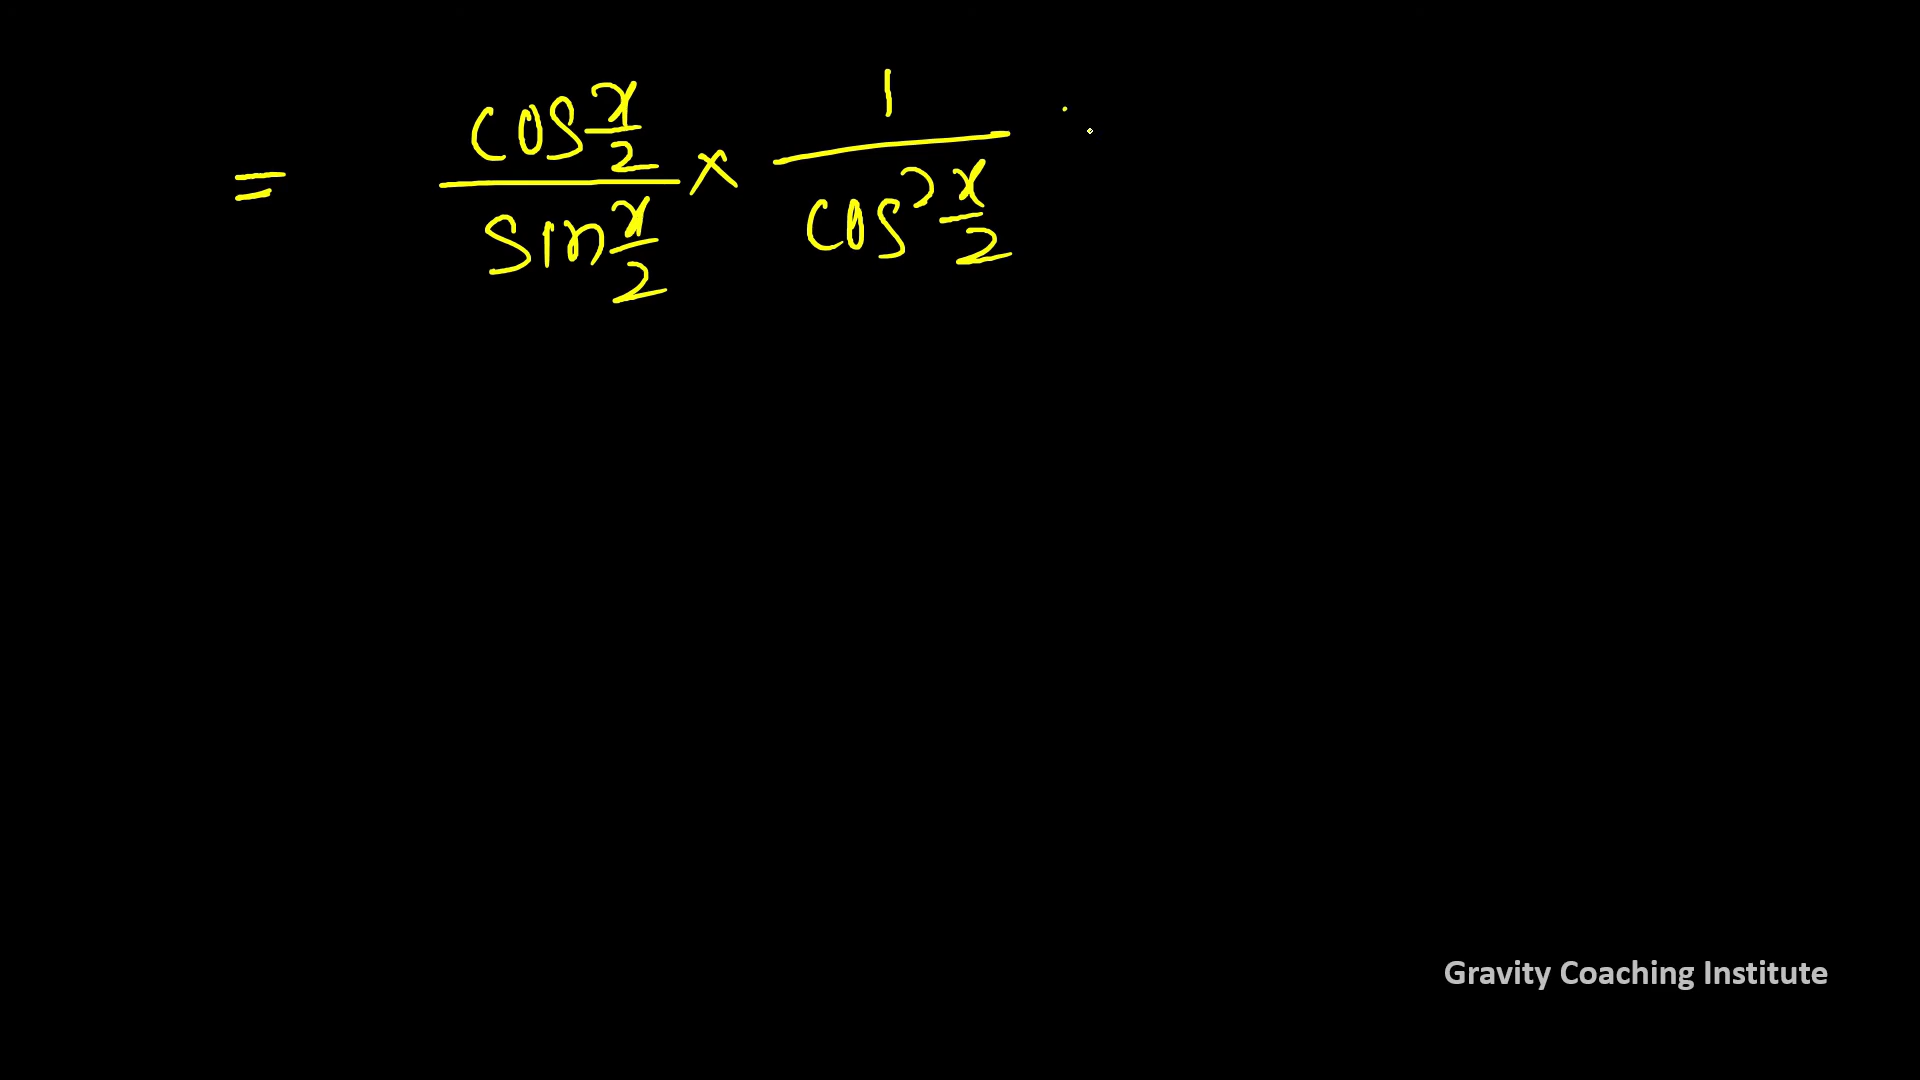 = cos x/2 / sin x/2 × 1 / cos² x/2
Gravity Coaching Institute